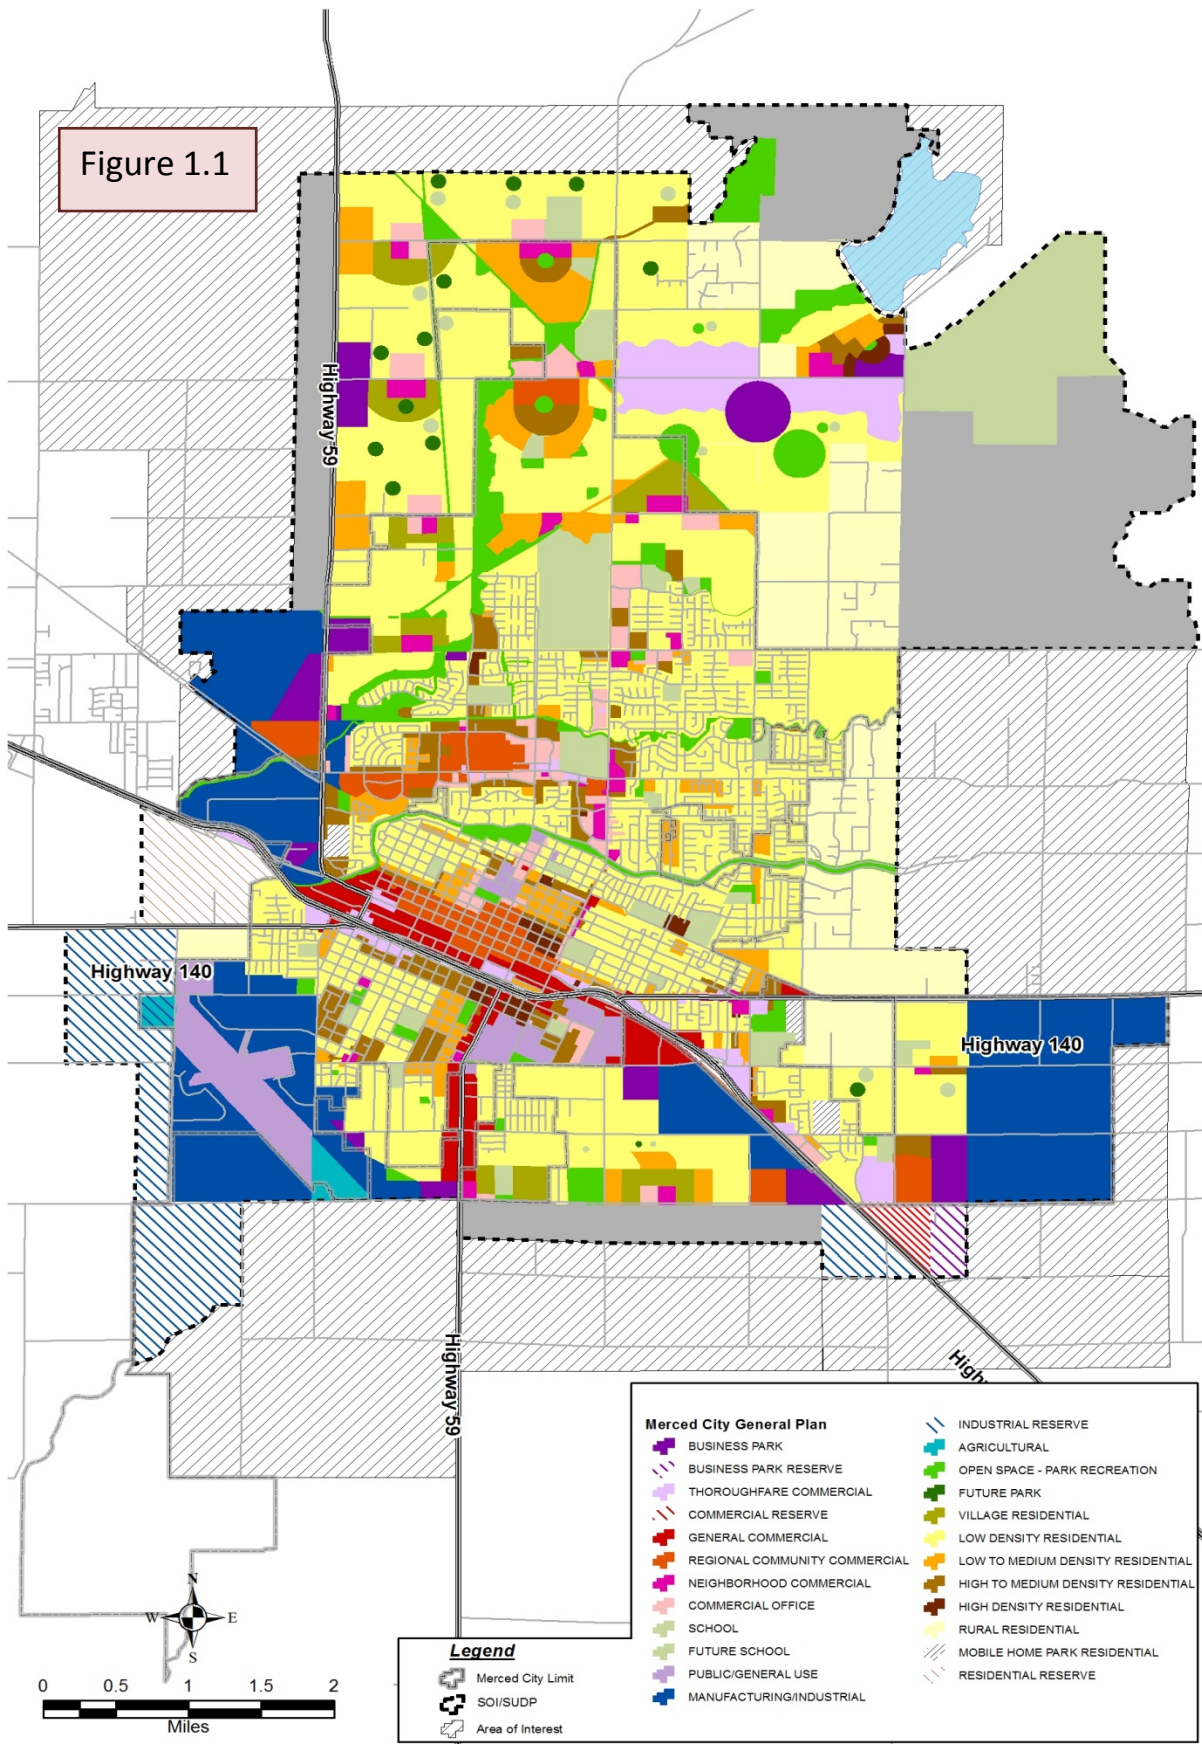 Figure 1.1
Highway 59
Highway 140
Highway 140
Highway 59
High
Merced City General Plan
BUSINESS PARK
BUSINESS PARK RESERVE
THOROUGHFARE COMMERCIAL
COMMERCIAL RESERVE
GENERAL COMMERCIAL
REGIONAL COMMUNITY COMMERCIAL
NEIGHBORHOOD COMMERCIAL
COMMERCIAL OFFICE
SCHOOL
FUTURE SCHOOL
PUBLIC/GENERAL USE
MANUFACTURING/INDUSTRIAL
INDUSTRIAL RESERVE
AGRICULTURAL
OPEN SPACE - PARK RECREATION
FUTURE PARK
VILLAGE RESIDENTIAL
LOW DENSITY RESIDENTIAL
LOW TO MEDIUM DENSITY RESIDENTIAL
HIGH TO MEDIUM DENSITY RESIDENTIAL
HIGH DENSITY RESIDENTIAL
RURAL RESIDENTIAL
MOBILE HOME PARK RESIDENTIAL
RESIDENTIAL RESERVE
N
W E
S
0 0.5 1 1.5 2
Miles
Legend
Merced City Limit
SOI/SUDP
Area of Interest